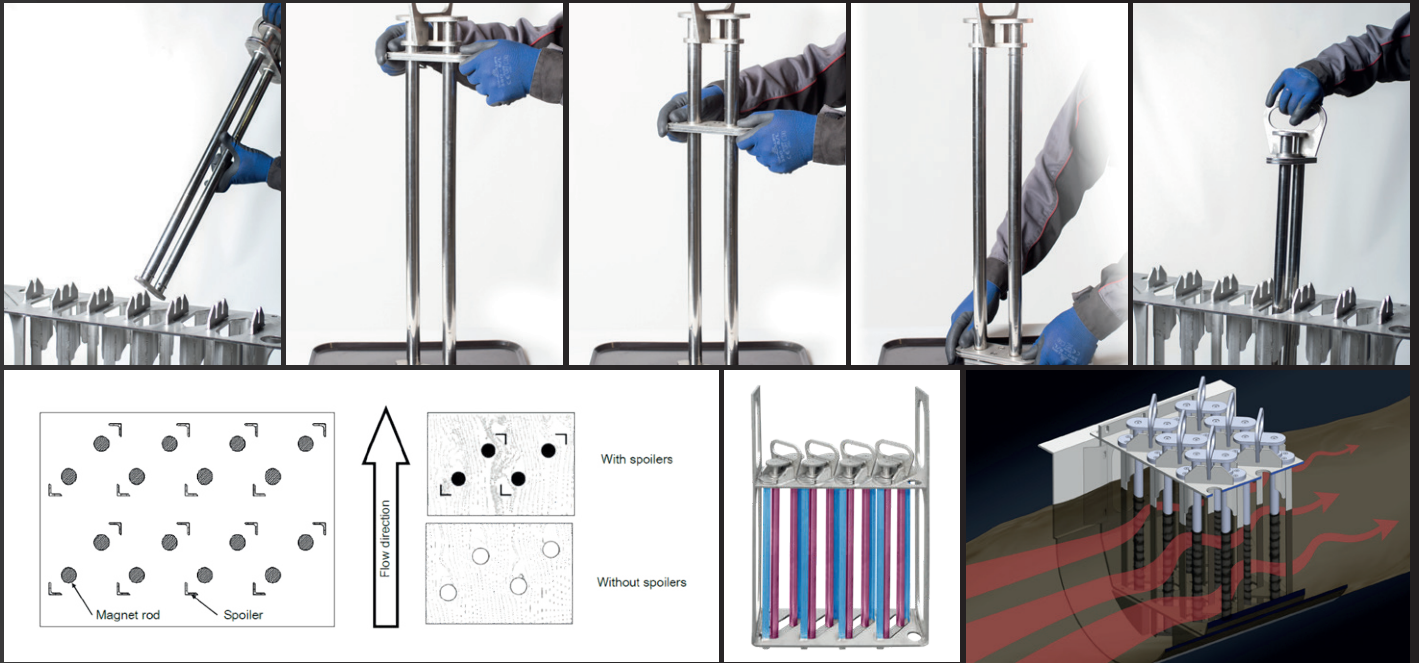 With spoilers
Flow direction
Without spoilers
Magnet rod
Spoiler